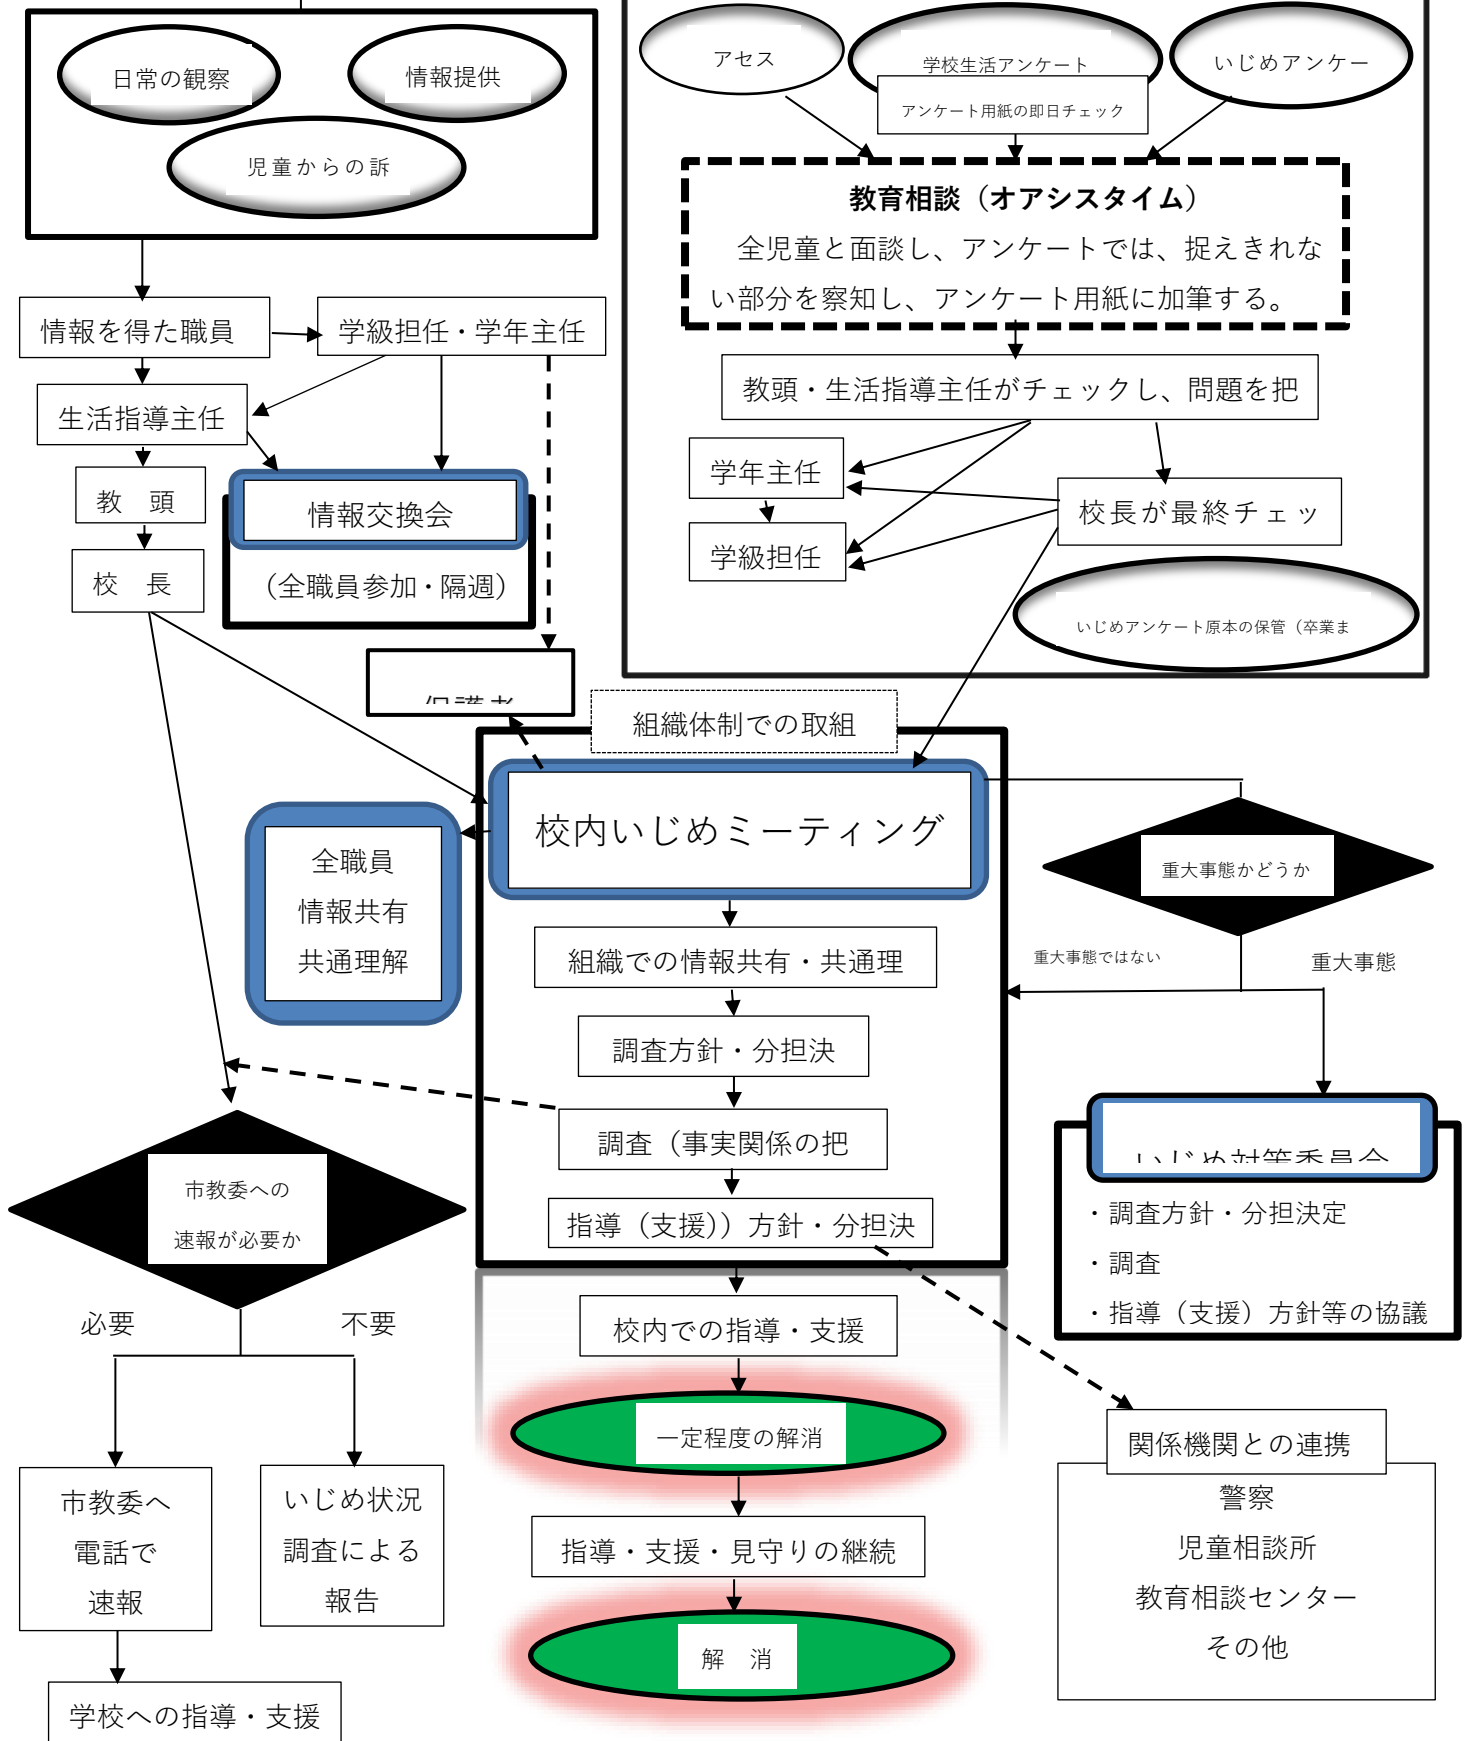 日常の観察
情報提供
児童からの訴
アセス
学校生活アンケート
いじめアンケー
アンケート用紙の即日チェック
教育相談（オアシスタイム）
全児童と面談し、アンケートでは、捉えきれな
い部分を察知し、アンケート用紙に加筆する。
情報を得た職員
学級担任・学年主任
生活指導主任
教　頭
校　長
情報交換会
（全職員参加・隔週）
教頭・生活指導主任がチェックし、問題を把
学年主任
学級担任
校長が最終チェッ
いじめアンケート原本の保管（卒業ま
保護者
組織体制での取組
校内いじめミーティング
全職員
情報共有
共通理解
重大事態かどうか
重大事態ではない
重大事態
組織での情報共有・共通理
調査方針・分担決
調査（事実関係の把
指導（支援））方針・分担決
いじめ対策委員会
・調査方針・分担決定
・調査
・指導（支援）方針等の協議
市教委への
速報が必要か
必要
不要
校内での指導・支援
一定程度の解消
指導・支援・見守りの継続
解　消
市教委へ
電話で
速報
いじめ状況
調査による
報告
学校への指導・支援
関係機関との連携
警察
児童相談所
教育相談センター
その他